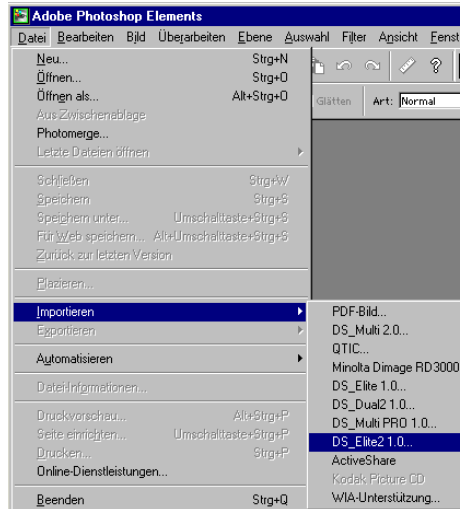 Adobe Photoshop Elements
Datei Bearbeiten Bild Überarbeiten Ebene Auswahl Filter Ansicht Fenst
Neu... Strg+N
Öffnen... Strg+O
Öffnen als... Alt+Strg+O
Glätten Art: Normal
Aus Zwischenablage
Photomerge...
Letzte Dateien öffnen
Schließen Strg+W
Speichern Strg+S
Speichern unter... Umschalttaste+Strg+S
Für Web speichern... Alt+Umschalttaste+Strg+S
Zurück zur letzten Version
Plazieren...
Importieren
Exportieren
Automatisieren
Datei-Informationen...
Druckvorschau... Alt+Strg+P
Seite einrichten... Umschalttaste+Strg+P
Drucken... Strg+P
Online-Dienstleistungen...
Beenden Strg+Q
PDF-Bild...
DS_Multi 2.0...
QTIC...
Minolta Dimage RD3000
DS_Elite 1.0...
DS_Dual2 1.0...
DS_Multi PRO 1.0...
DS_Elite2 1.0...
ActiveShare
Kodak Picture CD
WIA-Unterstützung...